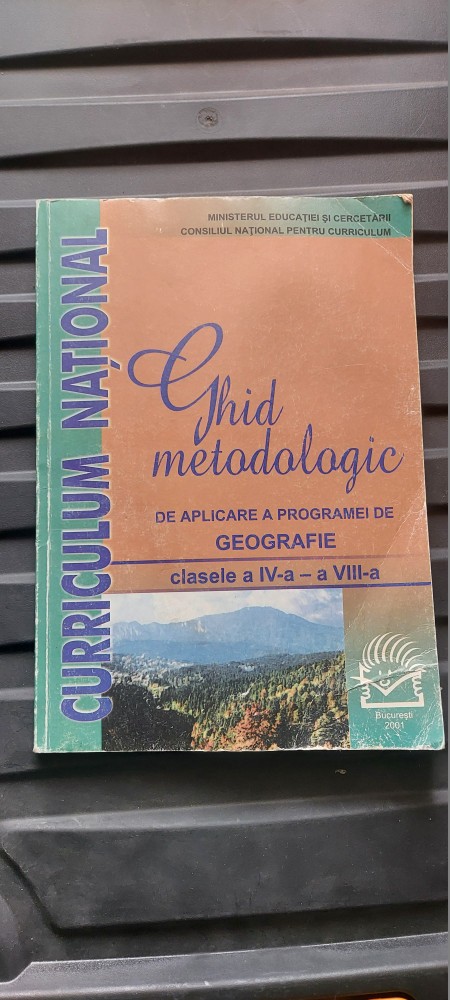 MINISTERUL EDUCAȚIEI ȘI CERCETĂRII
CONSILIUL NAȚIONAL PENTRU CURRICULUM
CURRICULUM NAȚIONAL
Ghid
metodologic
DE APLICARE A PROGRAMEI DE
GEOGRAFIE
clasele a IV-a – a VIII-a
București
2001